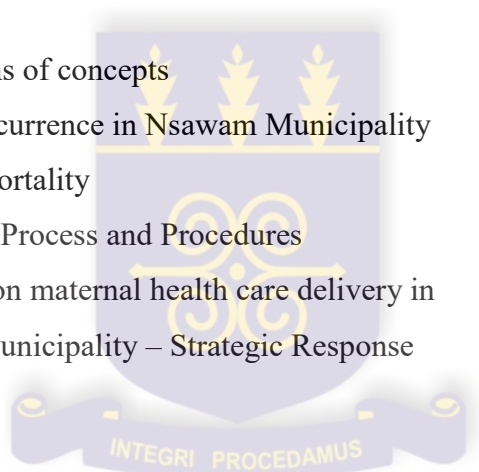 ns of concepts
currence in Nsawam Municipality
ortality
Process and Procedures
on maternal health care delivery in
unicipality – Strategic Response
INTEGRI PROCEDAMUS